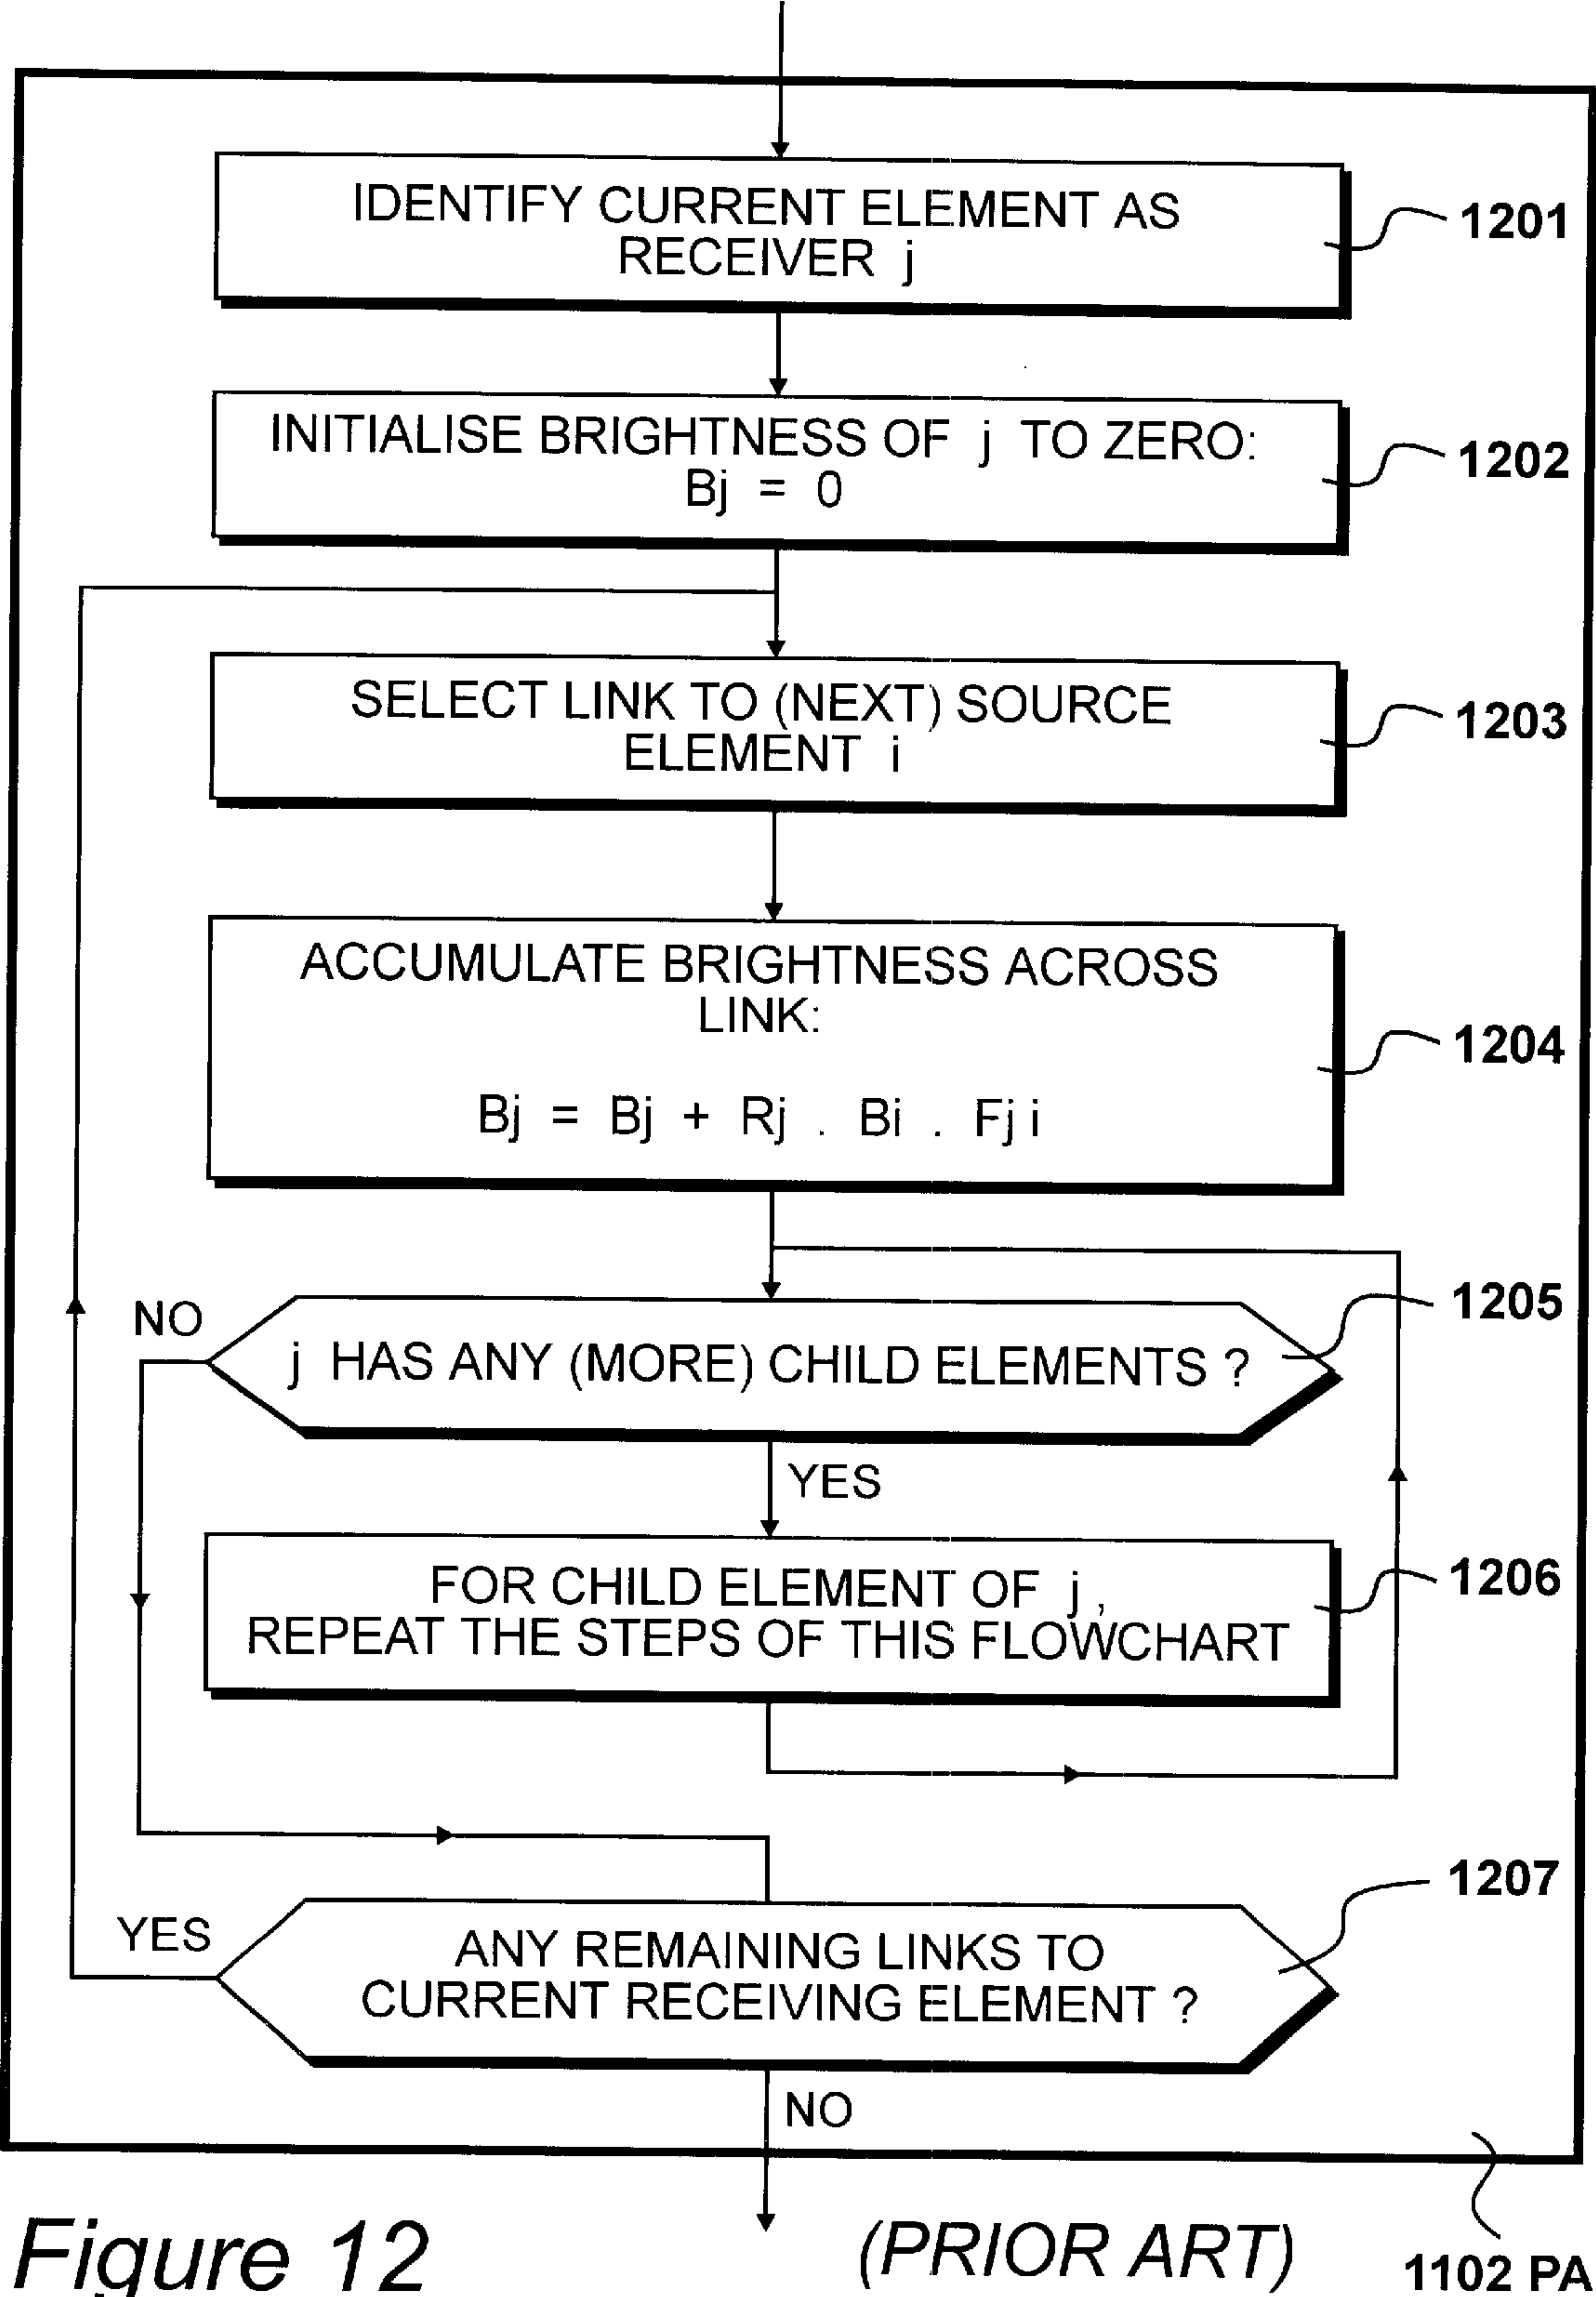 IDENTIFY CURRENT ELEMENT AS
RECEIVER j
1201
INITIALISE BRIGHTNESS OF j TO ZERO:
Bj = 0
1202
SELECT LINK TO (NEXT) SOURCE
ELEMENT i
1203
ACCUMULATE BRIGHTNESS ACROSS
LINK:
Bj = Bj + Rj . Bi . Fj i
1204
NO
j HAS ANY (MORE) CHILD ELEMENTS ?
1205
YES
FOR CHILD ELEMENT OF j ,
REPEAT THE STEPS OF THIS FLOWCHART
1206
YES
ANY REMAINING LINKS TO
CURRENT RECEIVING ELEMENT ?
1207
NO
Figure 12
(PRIOR ART)
1102 PA